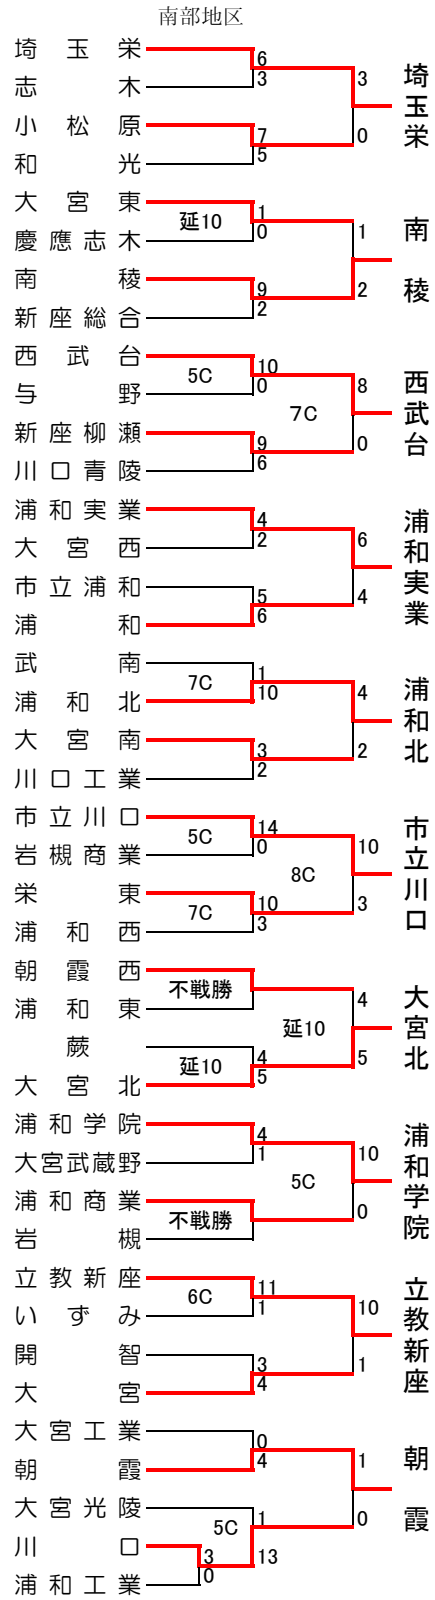 南部地区
埼玉栄
6
志木
3
3
埼玉栄
小松原
7
0
和光
5
大宮東
1
延10
慶應志木
0
1
南稜
南稜
9
2
新座総合
2
西武台
10
5C
与野
0
8
7C
西武台
新座柳瀬
9
0
川口青陵
6
浦和実業
4
大宮西
2
6
浦和実業
市立浦和
5
4
浦和
6
武南
1
7C
浦和北
10
4
浦和北
大宮南
3
2
川口工業
2
市立川口
14
5C
岩槻商業
0
10
8C
市立川口
栄東
10
7C
3
浦和西
3
朝霞西
不戦勝
浦和東
4
延10
大宮北
蕨
4
延10
5
大宮北
5
浦和学院
4
大宮武蔵野
1
10
5C
浦和学院
浦和商業
不戦勝
0
岩槻
立教新座
11
6C
いずみ
1
10
立教新座
開智
3
1
大宮
4
大宮工業
0
朝霞
4
1
朝霞
大宮光陵
1
5C
0
川口
3
13
浦和工業
0